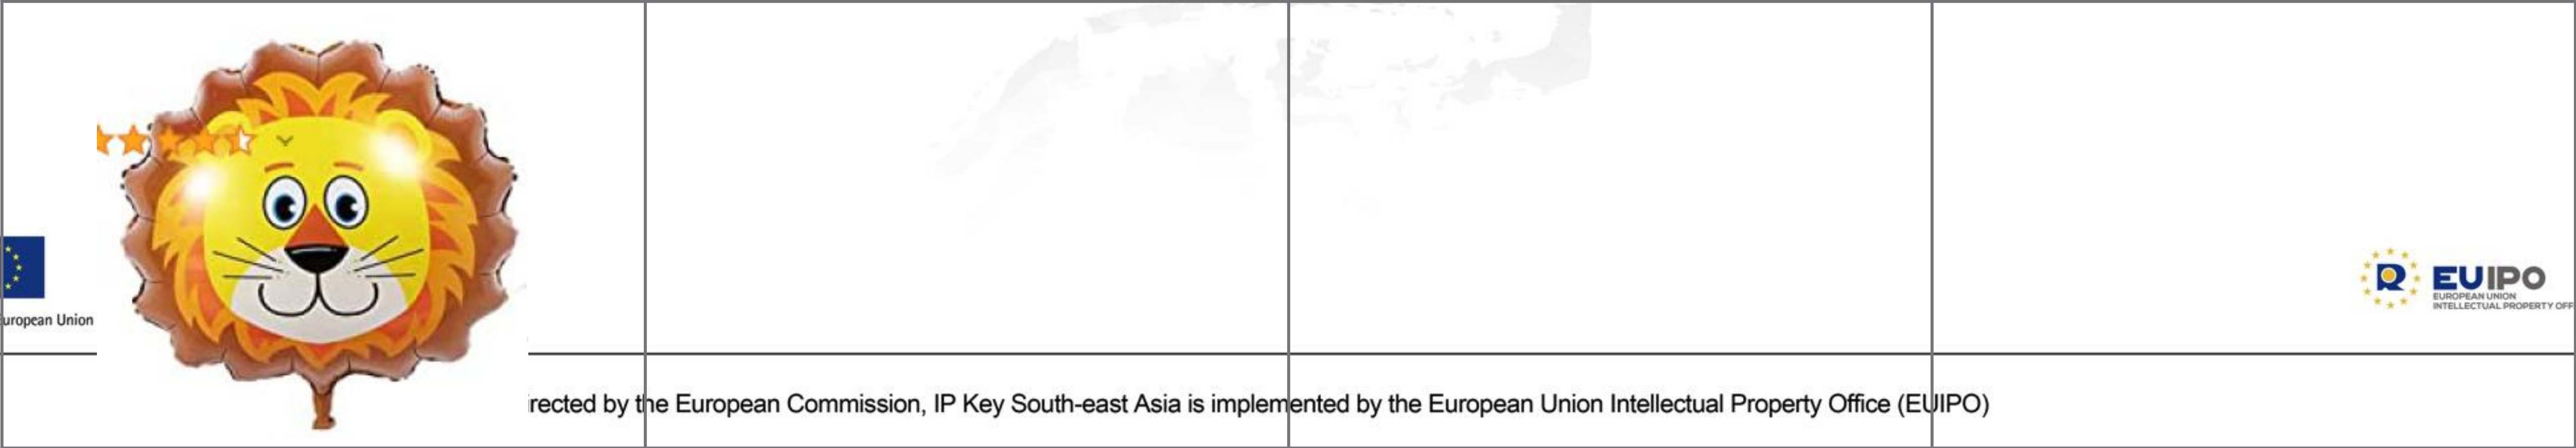 uropean Union
EUIPO
EUROPEAN UNION
INTELLECTUAL PROPERTY OFF
irected by the European Commission, IP Key South-east Asia is implemented by the European Union Intellectual Property Office (EUIPO)